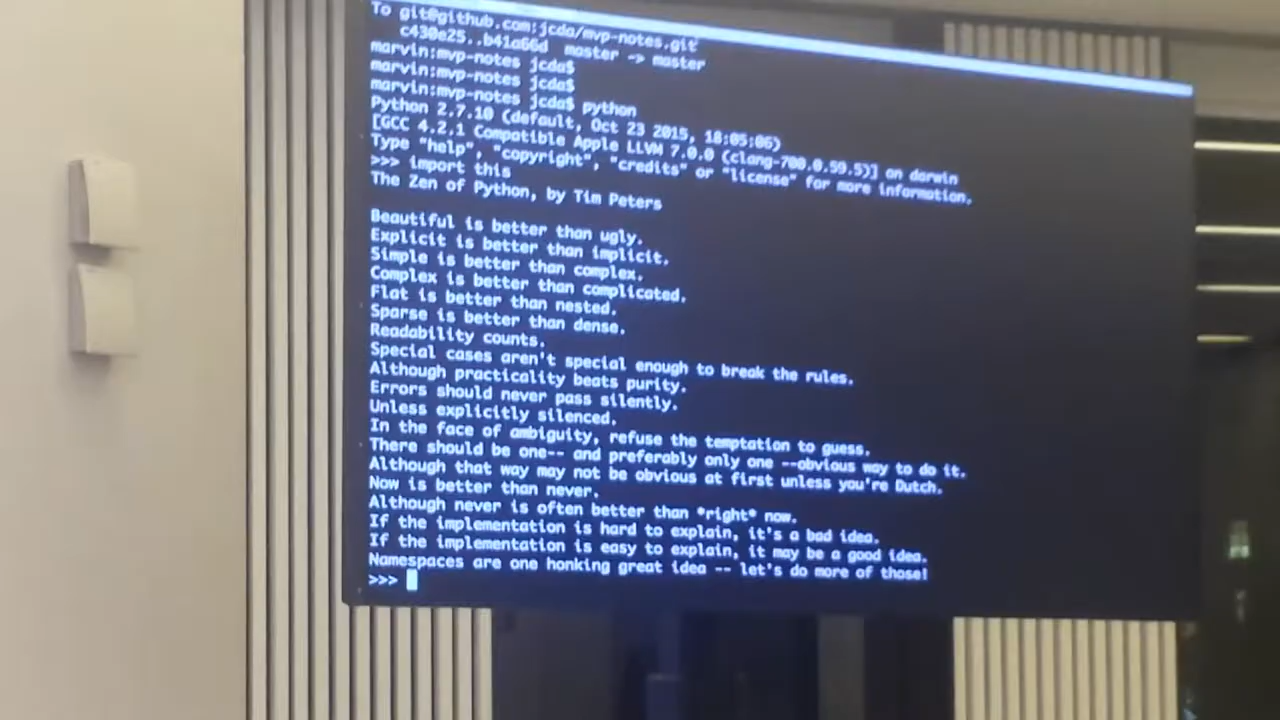 To git@github.com:jcda/mvp-notes.git
c430e25..b41a66d master -> master
marvin:mvp-notes jcda$
marvin:mvp-notes jcda$
marvin:mvp-notes jcda$ python
Python 2.7.10 (default, Oct 23 2015, 18:05:06)
[GCC 4.2.1 Compatible Apple LLVM 7.0.0 (clang-700.0.59.5)] on darwin
Type "help", "copyright", "credits" or "license" for more information.
>>> import this
The Zen of Python, by Tim Peters
Beautiful is better than ugly.
Explicit is better than implicit.
Simple is better than complex.
Complex is better than complicated.
Flat is better than nested.
Sparse is better than dense.
Readability counts.
Special cases aren't special enough to break the rules.
Although practicality beats purity.
Errors should never pass silently.
Unless explicitly silenced.
In the face of ambiguity, refuse the temptation to guess.
There should be one-- and preferably only one --obvious way to do it.
Although that way may not be obvious at first unless you're Dutch.
Now is better than never.
Although never is often better than *right* now.
If the implementation is hard to explain, it's a bad idea.
If the implementation is easy to explain, it may be a good idea.
Namespaces are one honking great idea -- let's do more of those!
>>>